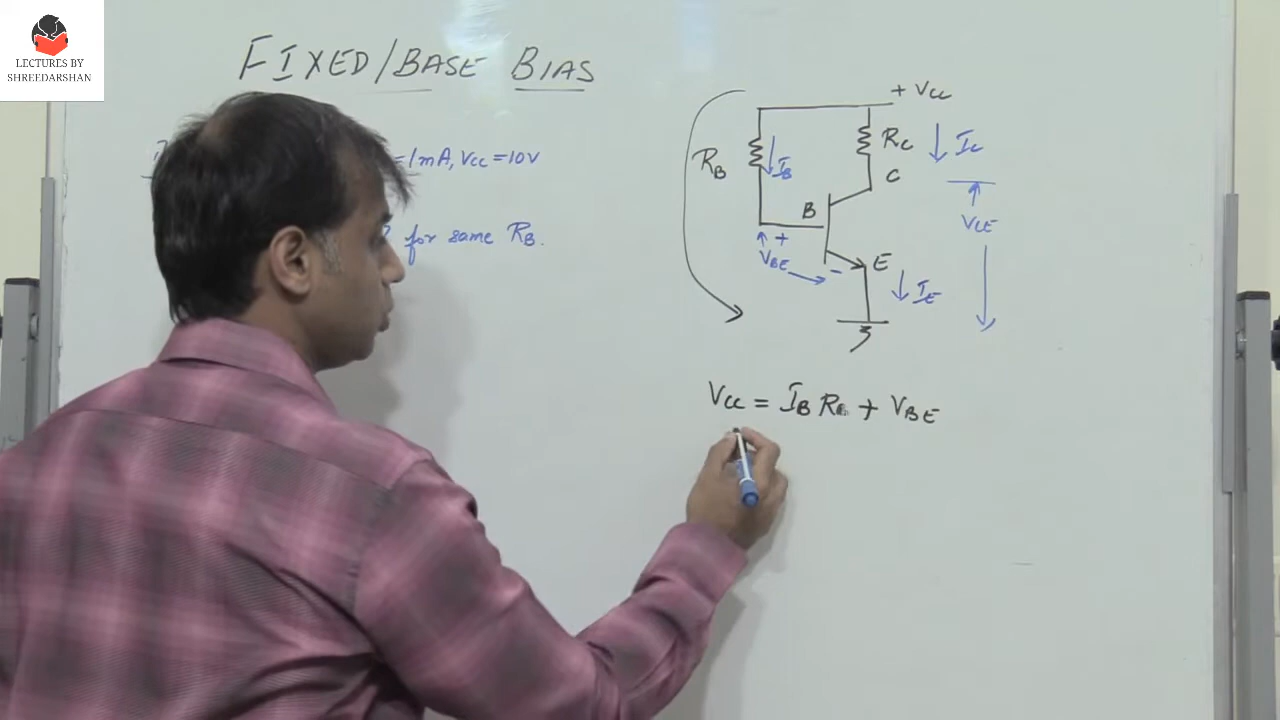 LECTURES BY
SHREEDARSHAN
FIXED/BASE BIAS
=1mA, VCC=10V
for same RB.
+ VCC
RB
IB
RC
IC
C
B
VCE
+
VBE
-
E
IE
VCC = IB RB + VBE